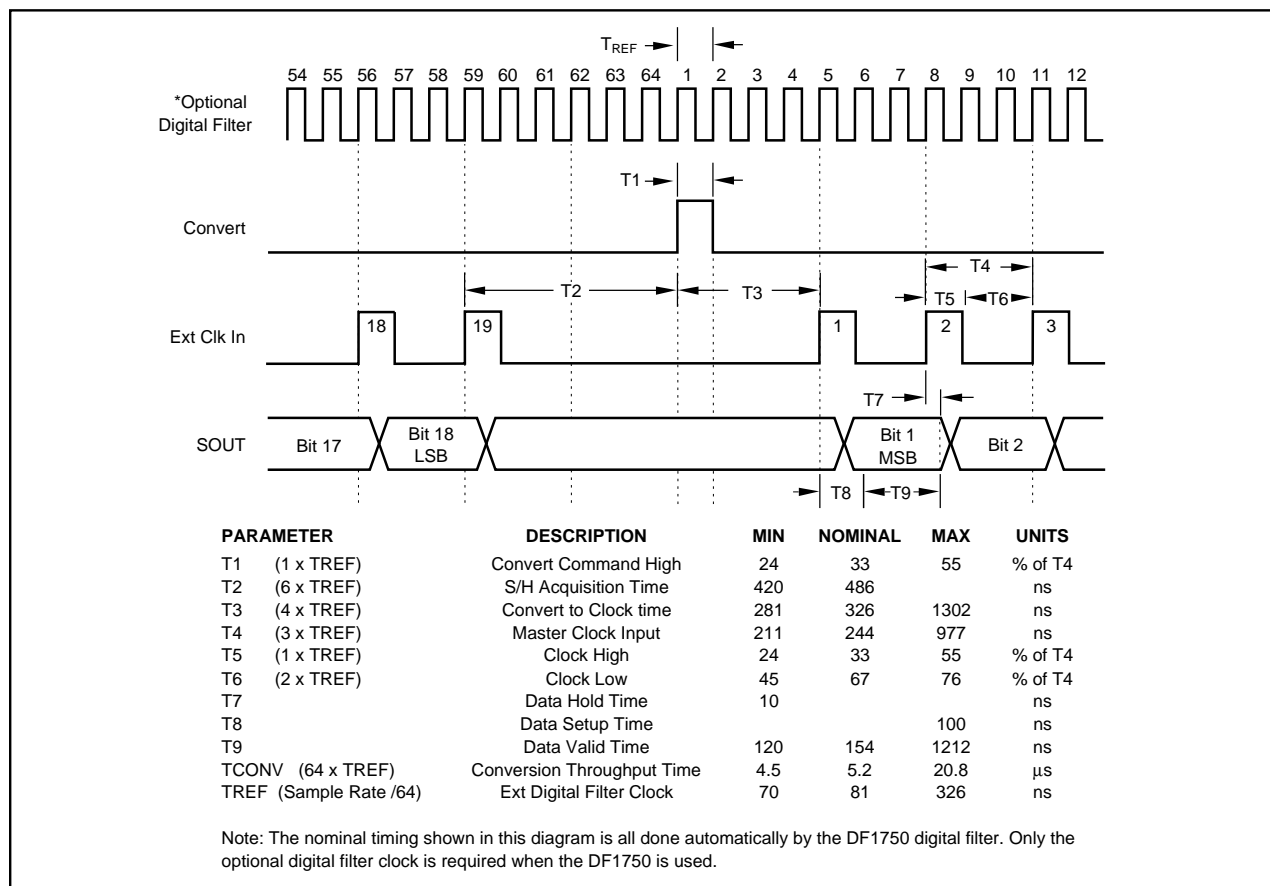 TREF
54 55 56 57 58 59 60 61 62 63 64 1 2 3 4 5 6 7 8 9 10 11 12
*Optional
Digital Filter
T1
Convert
T4
T2 T3 T5 T6
Ext Clk In 18 19 1 2 3
T7
SOUT Bit 17 Bit 18 LSB Bit 1 MSB Bit 2
T8 T9
PARAMETER DESCRIPTION MIN NOMINAL MAX UNITS
T1 (1 x TREF) Convert Command High 24 33 55 % of T4
T2 (6 x TREF) S/H Acquisition Time 420 486 ns
T3 (4 x TREF) Convert to Clock time 281 326 1302 ns
T4 (3 x TREF) Master Clock Input 211 244 977 ns
T5 (1 x TREF) Clock High 24 33 55 % of T4
T6 (2 x TREF) Clock Low 45 67 76 % of T4
T7 Data Hold Time 10 ns
T8 Data Setup Time 100 ns
T9 Data Valid Time 120 154 1212 ns
TCONV (64 x TREF) Conversion Throughput Time 4.5 5.2 20.8 µs
TREF (Sample Rate /64) Ext Digital Filter Clock 70 81 326 ns
Note: The nominal timing shown in this diagram is all done automatically by the DF1750 digital filter. Only the
optional digital filter clock is required when the DF1750 is used.